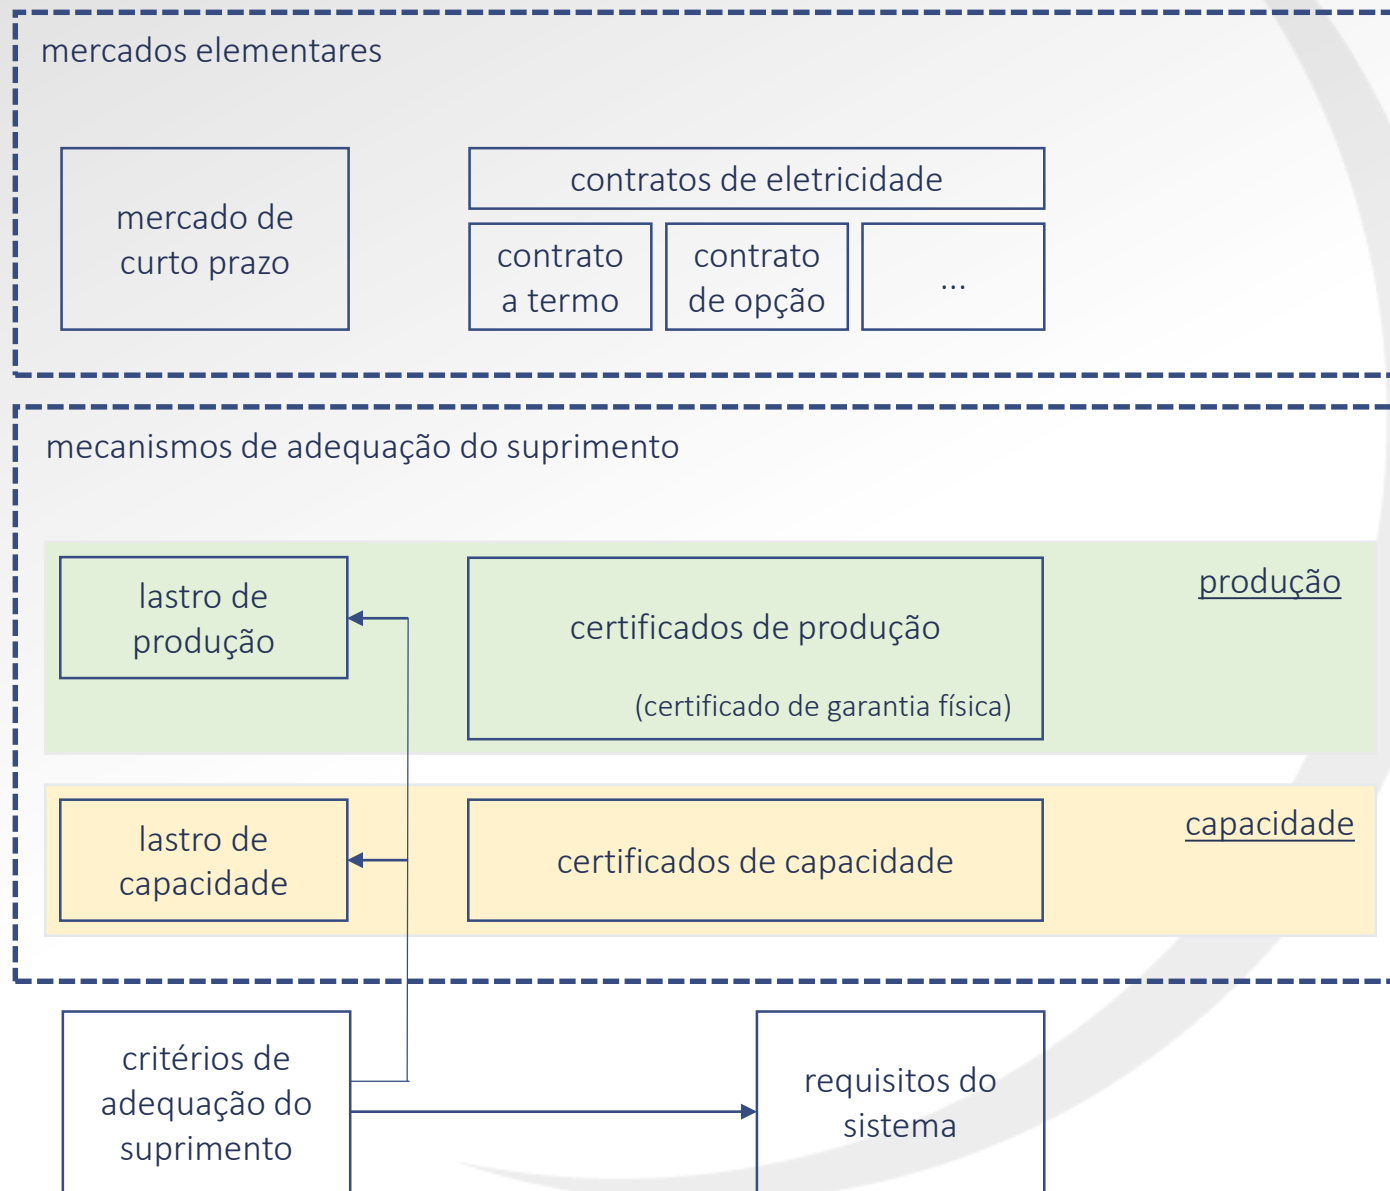 mercados elementares
mercado de
curto prazo
contratos de eletricidade
contrato
a termo
contrato
de opção
...
mecanismos de adequação do suprimento
lastro de
produção
certificados de produção
(certificado de garantia física)
produção
lastro de
capacidade
certificados de capacidade
capacidade
critérios de
adequação do
suprimento
requisitos do
sistema